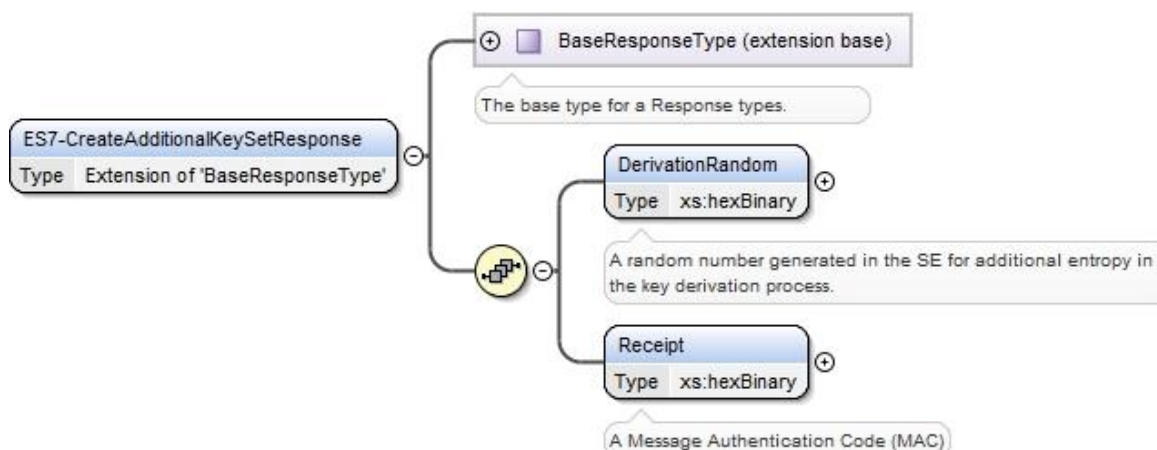 BaseResponseType (extension base)
The base type for a Response types.
ES7-CreateAdditionalKeySetResponse
Type Extension of 'BaseResponseType'
DerivationRandom
Type xs:hexBinary
A random number generated in the SE for additional entropy in
the key derivation process.
Receipt
Type xs:hexBinary
A Message Authentication Code (MAC)